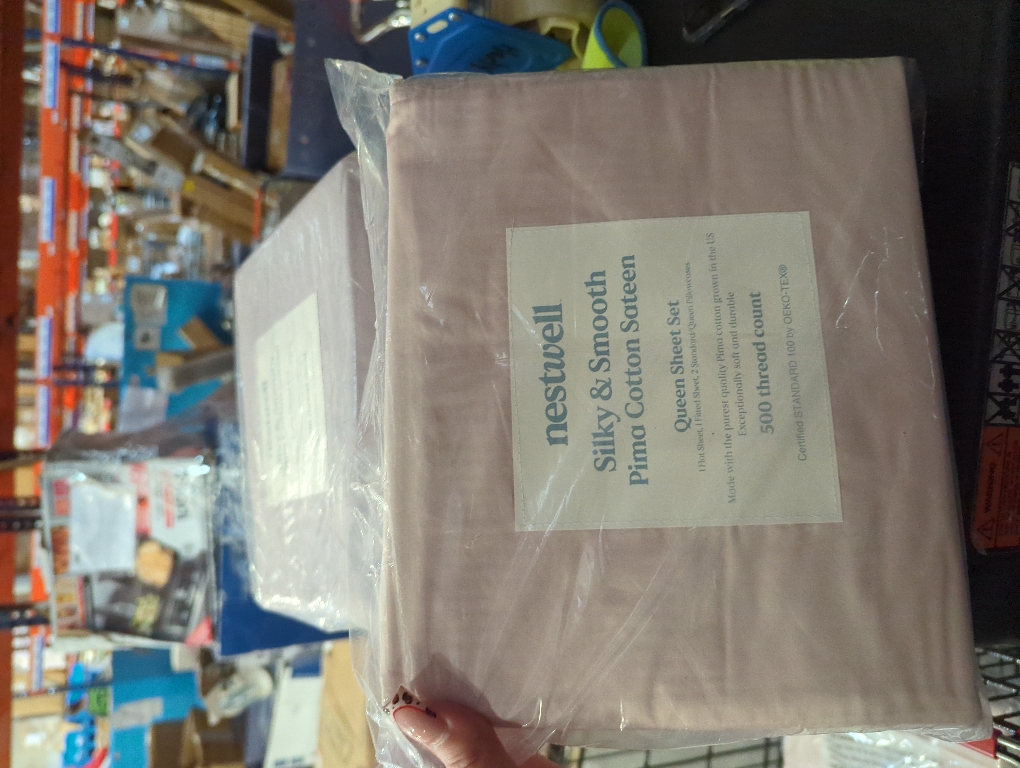 nestwell
Silky & Smooth
Pima Cotton Sateen
Queen Sheet Set
1 Flat Sheet, 1 Fitted Sheet, 2 Standard/Queen Pillowcases
Made with the purest quality Pima cotton grown in the US
Exceptionally soft and durable
500 thread count
Certified STANDARD 100 by OEKO-TEX®
WARNING